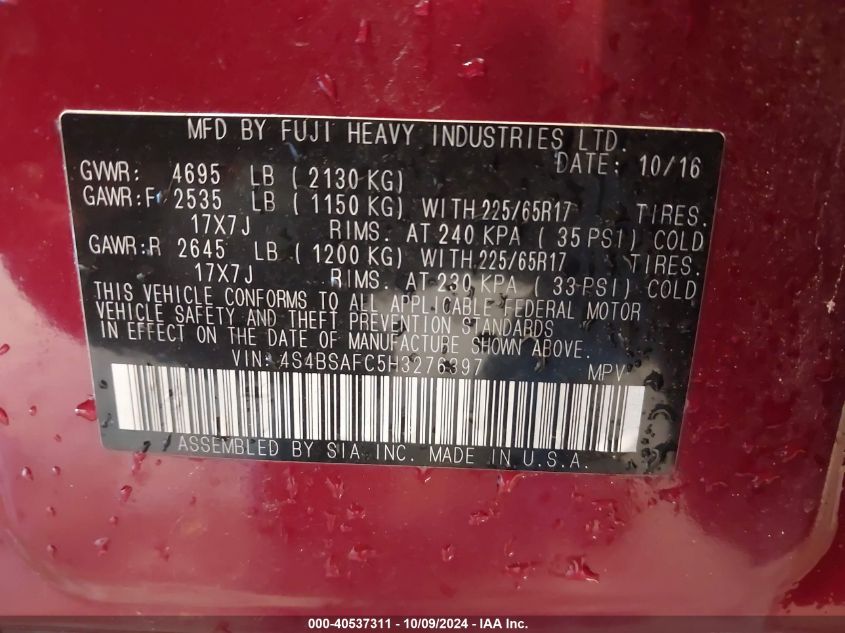 MFD BY FUJI HEAVY INDUSTRIES LTD.
DATE: 10/16
GVWR: 4695 LB ( 2130 KG)
GAWR:F 2535 LB ( 1150 KG) WITH 225/65R17 TIRES.
17X7J RIMS. AT 240 KPA ( 35 PSI) COLD
GAWR:R 2645 LB ( 1200 KG) WITH 225/65R17 TIRES.
17X7J RIMS. AT 230 KPA ( 33-PSI) COLD
THIS VEHICLE CONFORMS TO ALL APPLICABLE FEDERAL MOTOR
VEHICLE SAFETY AND THEFT PREVENTION STANDARDS
IN EFFECT ON THE DATE OF MANUFACTURE SHOWN ABOVE.
VIN: 4S4BSAFC5H3276397 MPV
ASSEMBLED BY SIA INC. MADE IN U.S.A.
000-40537311 - 10/09/2024 - IAA Inc.